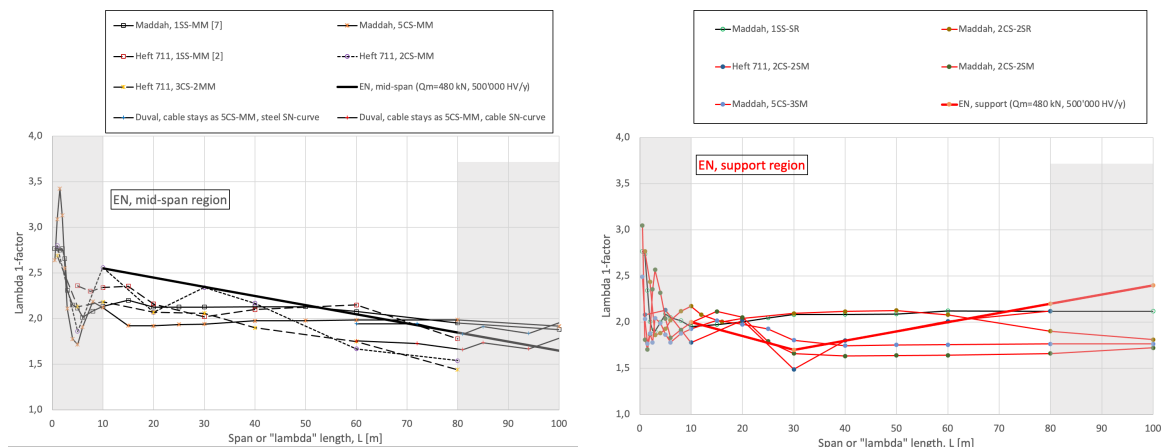 Maddah, 1SS-MM [7]
Maddah, 5CS-MM
Heft 711, 1SS-MM [2]
Heft 711, 2CS-MM
Heft 711, 3CS-2MM
EN, mid-span (Qm=480 kN, 500'000 HV/y)
Duval, cable stays as 5CS-MM, steel SN-curve
Duval, cable stays as 5CS-MM, cable SN-curve
4,0
3,5
3,0
2,5
2,0
1,5
1,0
Lambda 1-factor
EN, mid-span region
0
10
20
30
40
50
60
70
80
90
100
Span or "lambda" length, L [m]
Maddah, 1SS-SR
Maddah, 2CS-2SR
Heft 711, 2CS-2SM
Maddah, 2CS-2SM
Maddah, 5CS-3SM
EN, support (Qm=480 kN, 500'000 HV/y)
4,0
3,5
3,0
2,5
2,0
1,5
1,0
Lambda 1-factor
EN, support region
0
10
20
30
40
50
60
70
80
90
100
Span or "lambda" length, L [m]